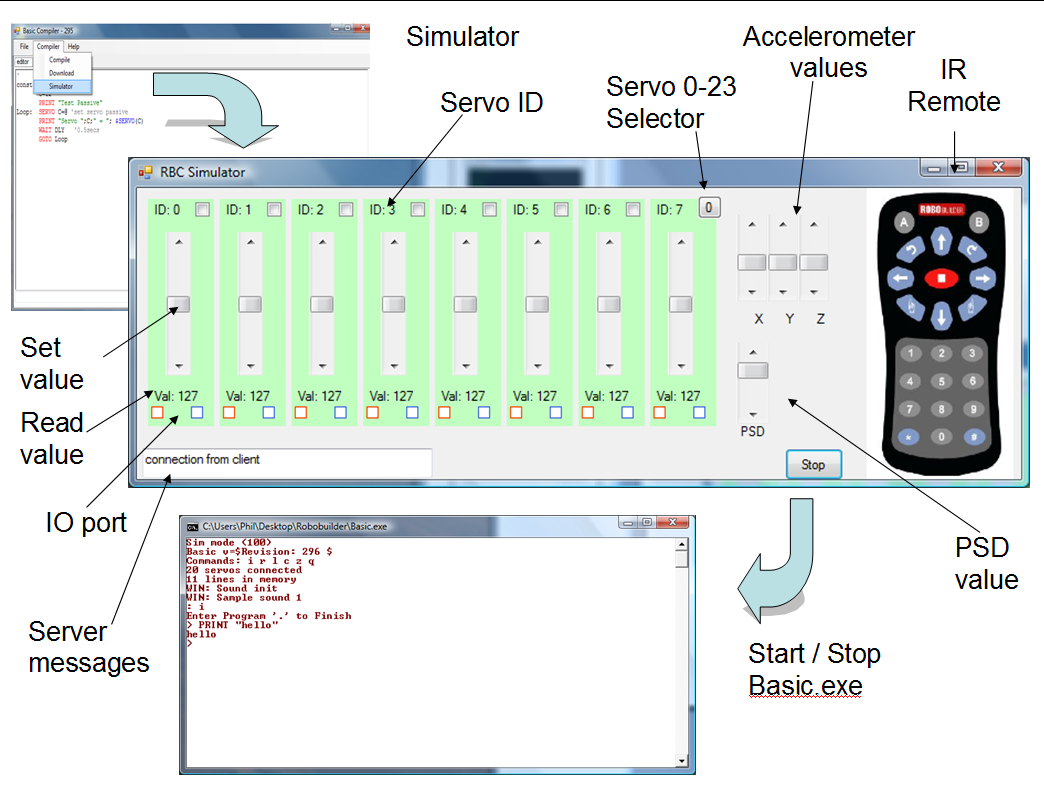 Basic Compiler - 295
File Compiler Help
editor
Compile
Download
Simulator
const
PRINT "Test Passive"
Loop: SERVO C=@ 'set servo passive
PRINT "Servo ";C;" = "; $SERVO(C)
WAIT DLY '0.5secs
GOTO Loop
Simulator
Servo ID
Servo 0-23
Selector
Accelerometer
values
IR
Remote
RBC Simulator
ID: 0 ID: 1 ID: 2 ID: 3 ID: 4 ID: 5 ID: 6 ID: 7 0
X Y Z
Val: 127 Val: 127 Val: 127 Val: 127 Val: 127 Val: 127 Val: 127 Val: 127
PSD
connection from client
Stop
ROBOBUILDER
A B
1 2 3
4 5 6
7 8 9
* 0 #
Set
value
Read
value
IO port
Server
messages
PSD
value
Start / Stop
Basic.exe
C:\Users\Phil\Desktop\Robobuilder\Basic.exe
Sim mode (100)
Basic v=$Revision: 296 $
Commands: i r l c z q
20 servos connected
11 lines in memory
WIN: Sound init
WIN: Sample sound 1
: i
Enter Program '.' to Finish
> PRINT "hello"
hello
>